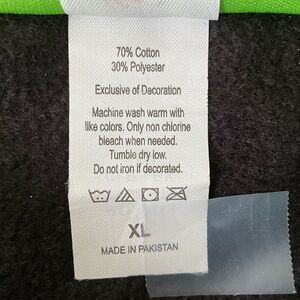 70% Cotton
30% Polyester
Exclusive of Decoration
Machine wash warm with
like colors. Only non chlorine
bleach when needed.
Tumble dry low.
Do not iron if decorated.
XL
MADE IN PAKISTAN